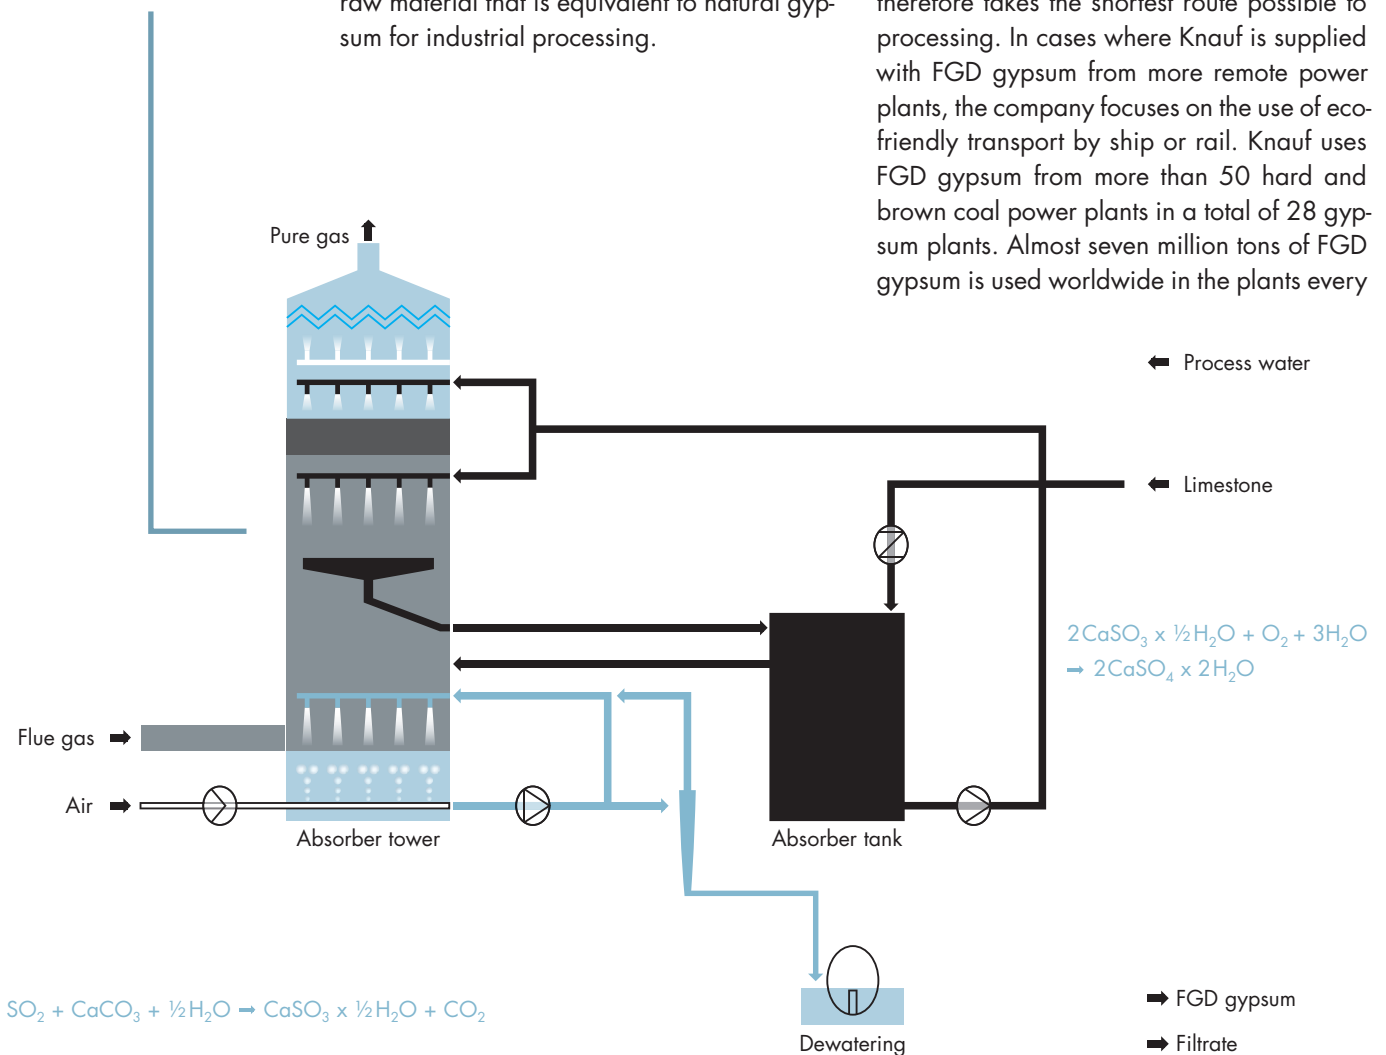 raw material that is equivalent to natural gyp-
sum for industrial processing.
therefore takes the shortest route possible to
processing. In cases where Knauf is supplied
with FGD gypsum from more remote power
plants, the company focuses on the use of eco-
friendly transport by ship or rail. Knauf uses
FGD gypsum from more than 50 hard and
brown coal power plants in a total of 28 gyp-
sum plants. Almost seven million tons of FGD
gypsum is used worldwide in the plants every
Pure gas
Process water
Limestone
2CaSO₃ x ½H₂O + O₂ + 3H₂O
➞ 2CaSO₄ x 2H₂O
Flue gas
Air
Absorber tower
Absorber tank
SO₂ + CaCO₃ + ½H₂O ➞ CaSO₃ x ½H₂O + CO₂
Dewatering
FGD gypsum
Filtrate